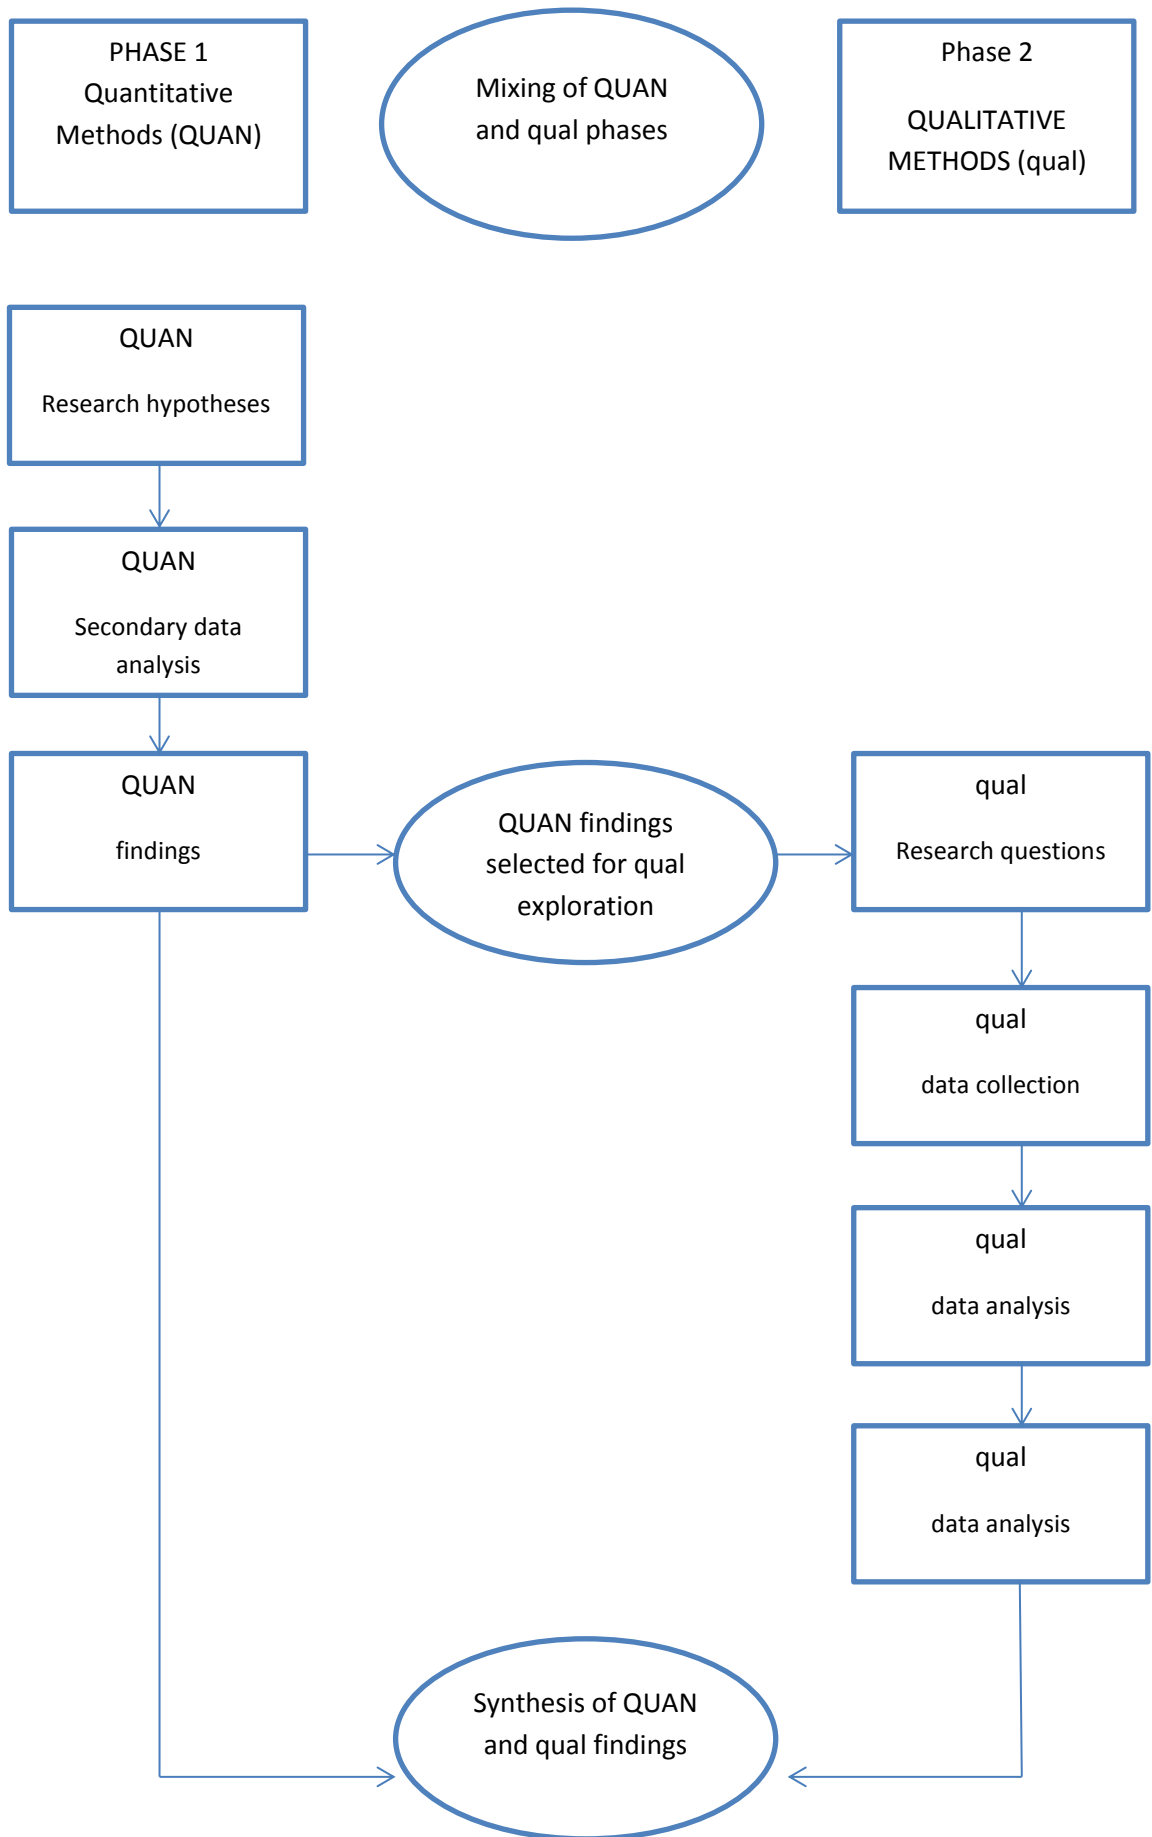 PHASE 1
Quantitative
Methods (QUAN)
Mixing of QUAN
and qual phases
Phase 2
QUALITATIVE
METHODS (qual)
QUAN
Research hypotheses
QUAN
Secondary data
analysis
QUAN
findings
QUAN findings
selected for qual
exploration
qual
Research questions
qual
data collection
qual
data analysis
qual
data analysis
Synthesis of QUAN
and qual findings